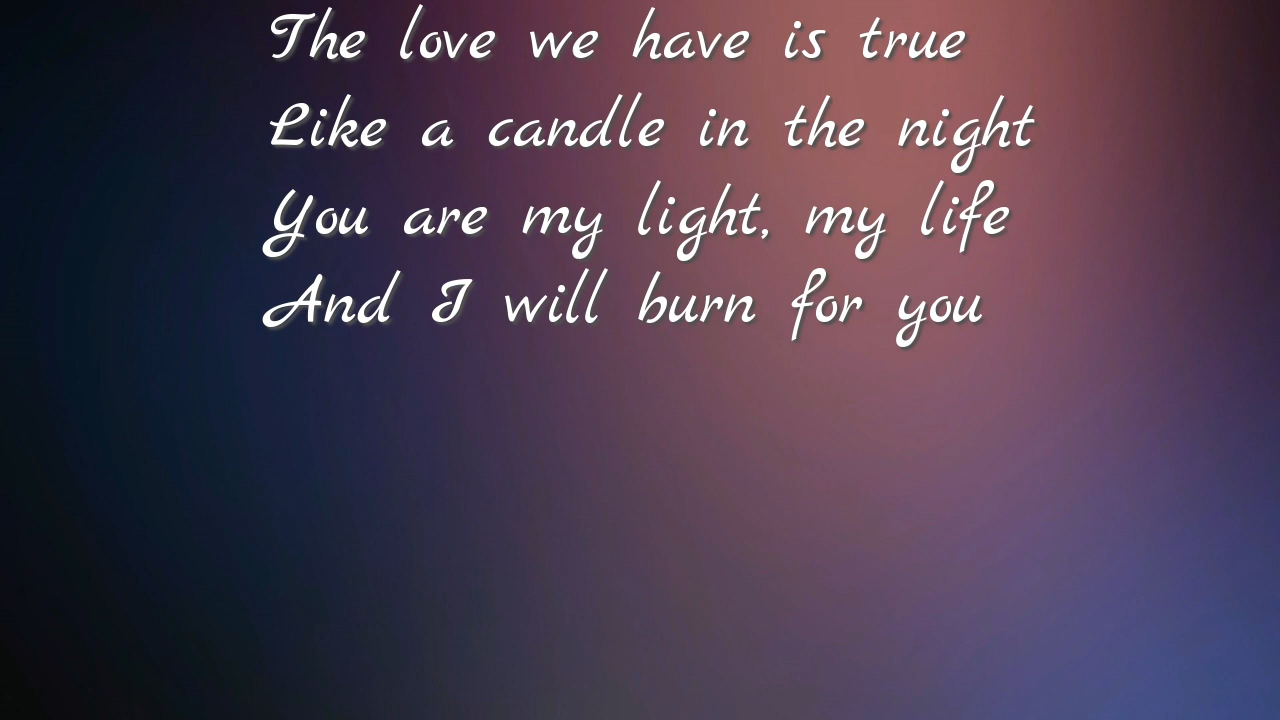 The love we have is true
Like a candle in the night
You are my light, my life
And I will burn for you